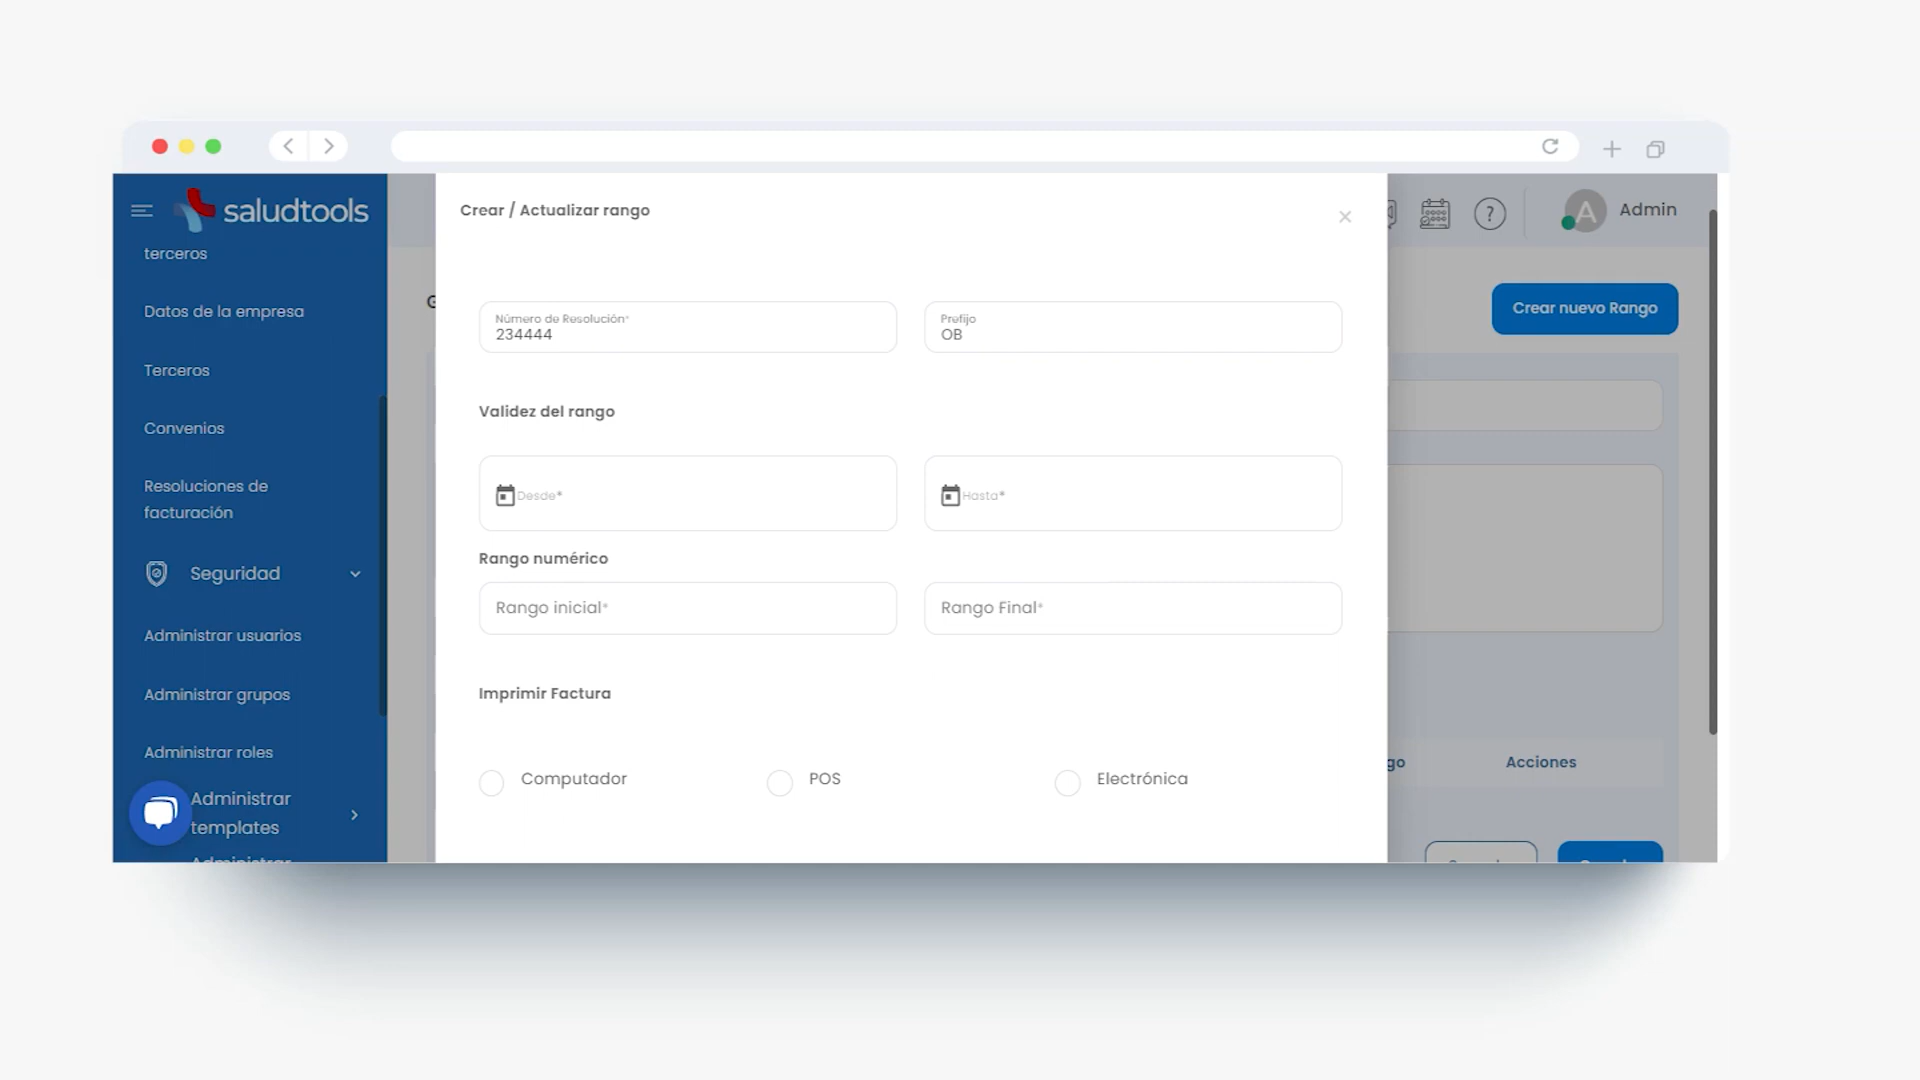 saludtools
terceros
Datos de la empresa
Terceros
Convenios
Resoluciones de
facturación
Seguridad
Administrar usuarios
Administrar grupos
Administrar roles
Administrar
templates
Crear / Actualizar rango
Número de Resolución*
234444
Prefijo
OB
Validez del rango
Desde*
Hasta*
Rango numérico
Rango inicial*
Rango Final*
Imprimir Factura
Computador
POS
Electrónica
? A Admin
Crear nuevo Rango
go
Acciones